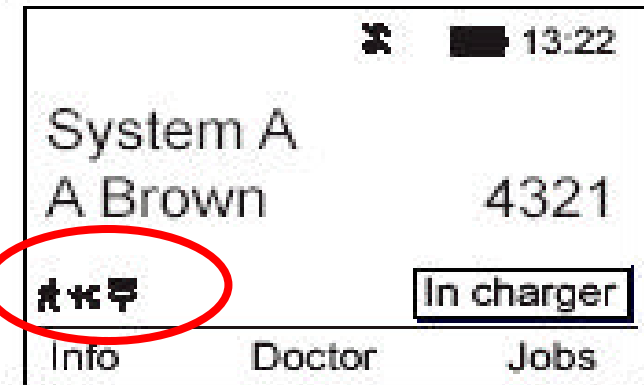 13:22
System A
A Brown 4321
In charger
Info Doctor Jobs